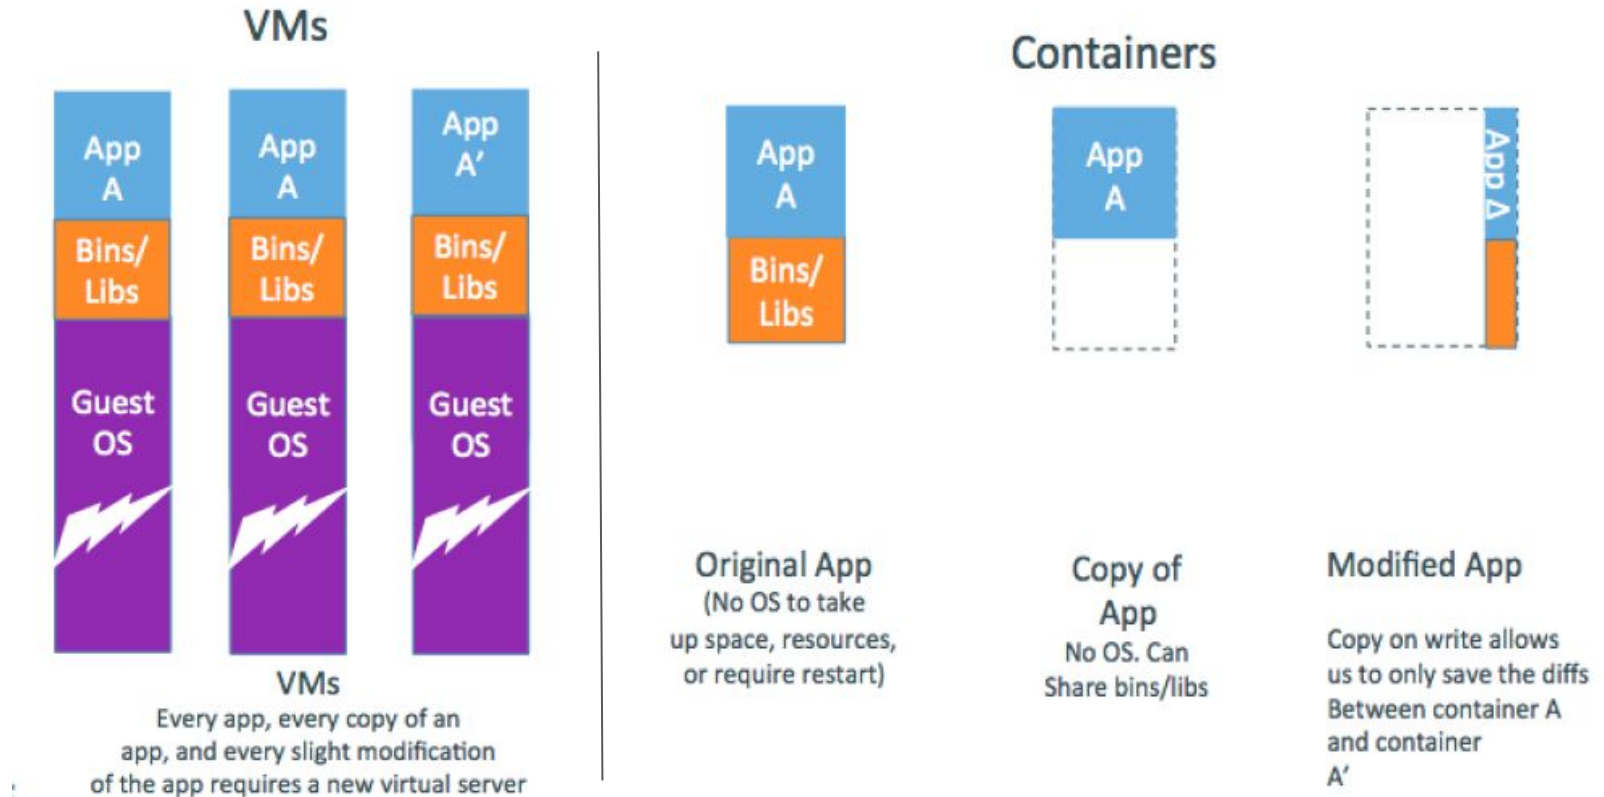 VMs
App
A
Bins/
Libs
Guest
OS
App
A
Bins/
Libs
Guest
OS
App
A’
Bins/
Libs
Guest
OS
VMs
Every app, every copy of an
app, and every slight modification
of the app requires a new virtual server
Containers
App
A
Bins/
Libs
Original App
(No OS to take
up space, resources,
or require restart)
App
A
Copy of
App
No OS. Can
Share bins/libs
App Δ
Modified App
Copy on write allows
us to only save the diffs
Between container A
and container
A’